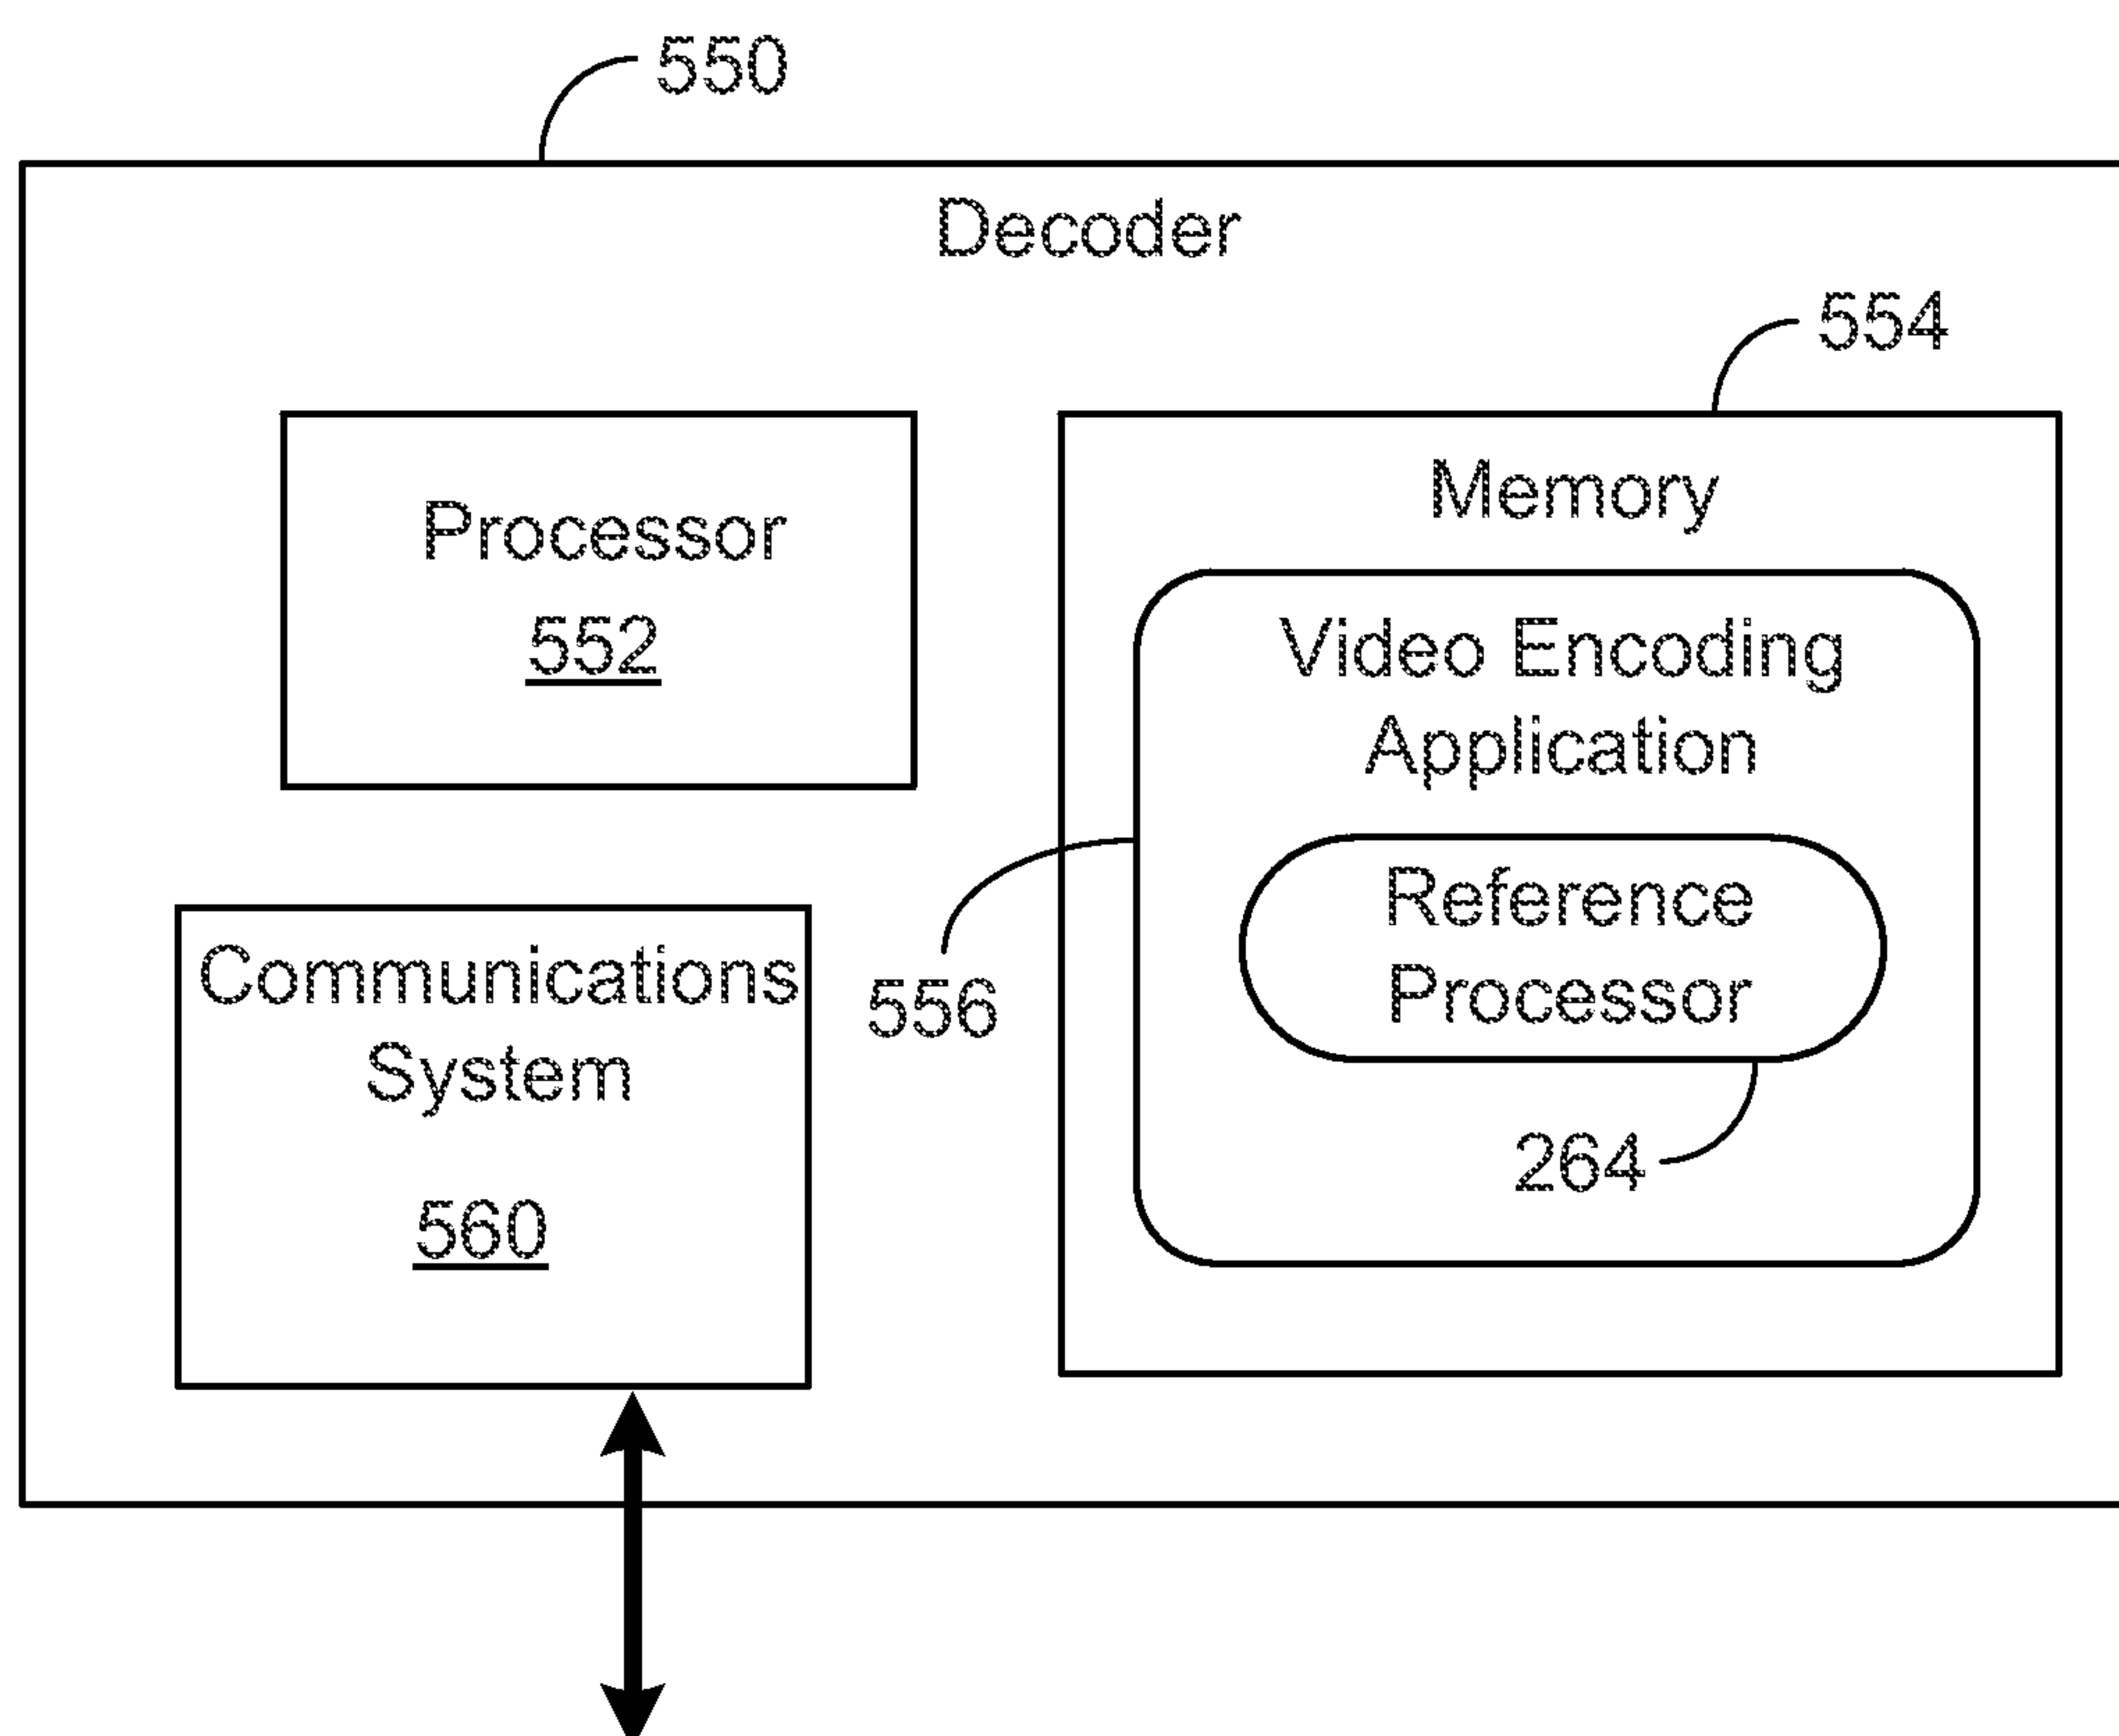 550
Decoder
554
Processor
552
Memory
Video Encoding
Application
Reference
Processor
264
556
Communications
System
560